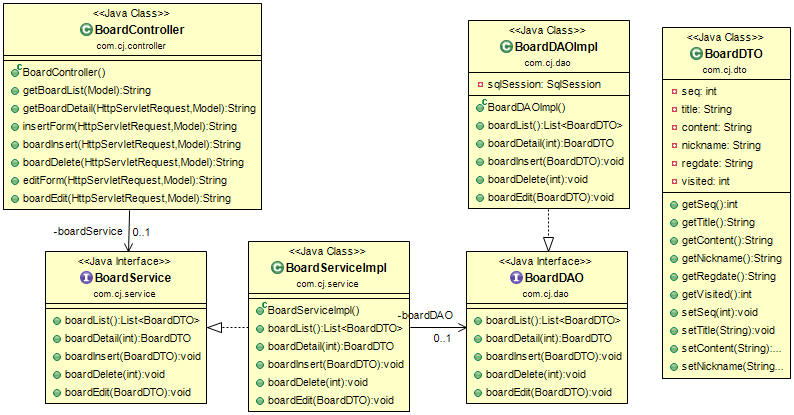 <<Java Class>>
BoardController
com.cj.controller
BoardController()
getBoardList(Model):String
getBoardDetail(HttpServletRequest,Model):String
insertForm(HttpServletRequest,Model):String
boardInsert(HttpServletRequest,Model):String
boardDelete(HttpServletRequest,Model):String
editForm(HttpServletRequest,Model):String
boardEdit(HttpServletRequest,Model):String
<<Java Class>>
BoardDAOImpl
com.cj.dao
sqlSession: SqlSession
BoardDAOImpl()
boardList():List<BoardDTO>
boardDetail(int):BoardDTO
boardInsert(BoardDTO):void
boardDelete(int):void
boardEdit(BoardDTO):void
<<Java Class>>
BoardDTO
com.cj.dto
seq: int
title: String
content: String
nickname: String
regdate: String
visited: int
getSeq():int
getTitle():String
getContent():String
getNickname():String
getRegdate():String
getVisited():int
setSeq(int):void
setTitle(String):void
setContent(String):...
setNickname(String...
-boardService 0..1
<<Java Interface>>
BoardService
com.cj.service
boardList():List<BoardDTO>
boardDetail(int):BoardDTO
boardInsert(BoardDTO):void
boardDelete(int):void
boardEdit(BoardDTO):void
<<Java Class>>
BoardServiceImpl
com.cj.service
BoardServiceImpl()
boardList():List<BoardDTO>
boardDetail(int):BoardDTO
boardInsert(BoardDTO):void
boardDelete(int):void
boardEdit(BoardDTO):void
-boardDAO
0..1
<<Java Interface>>
BoardDAO
com.cj.dao
boardList():List<BoardDTO>
boardDetail(int):BoardDTO
boardInsert(BoardDTO):void
boardDelete(int):void
boardEdit(BoardDTO):void